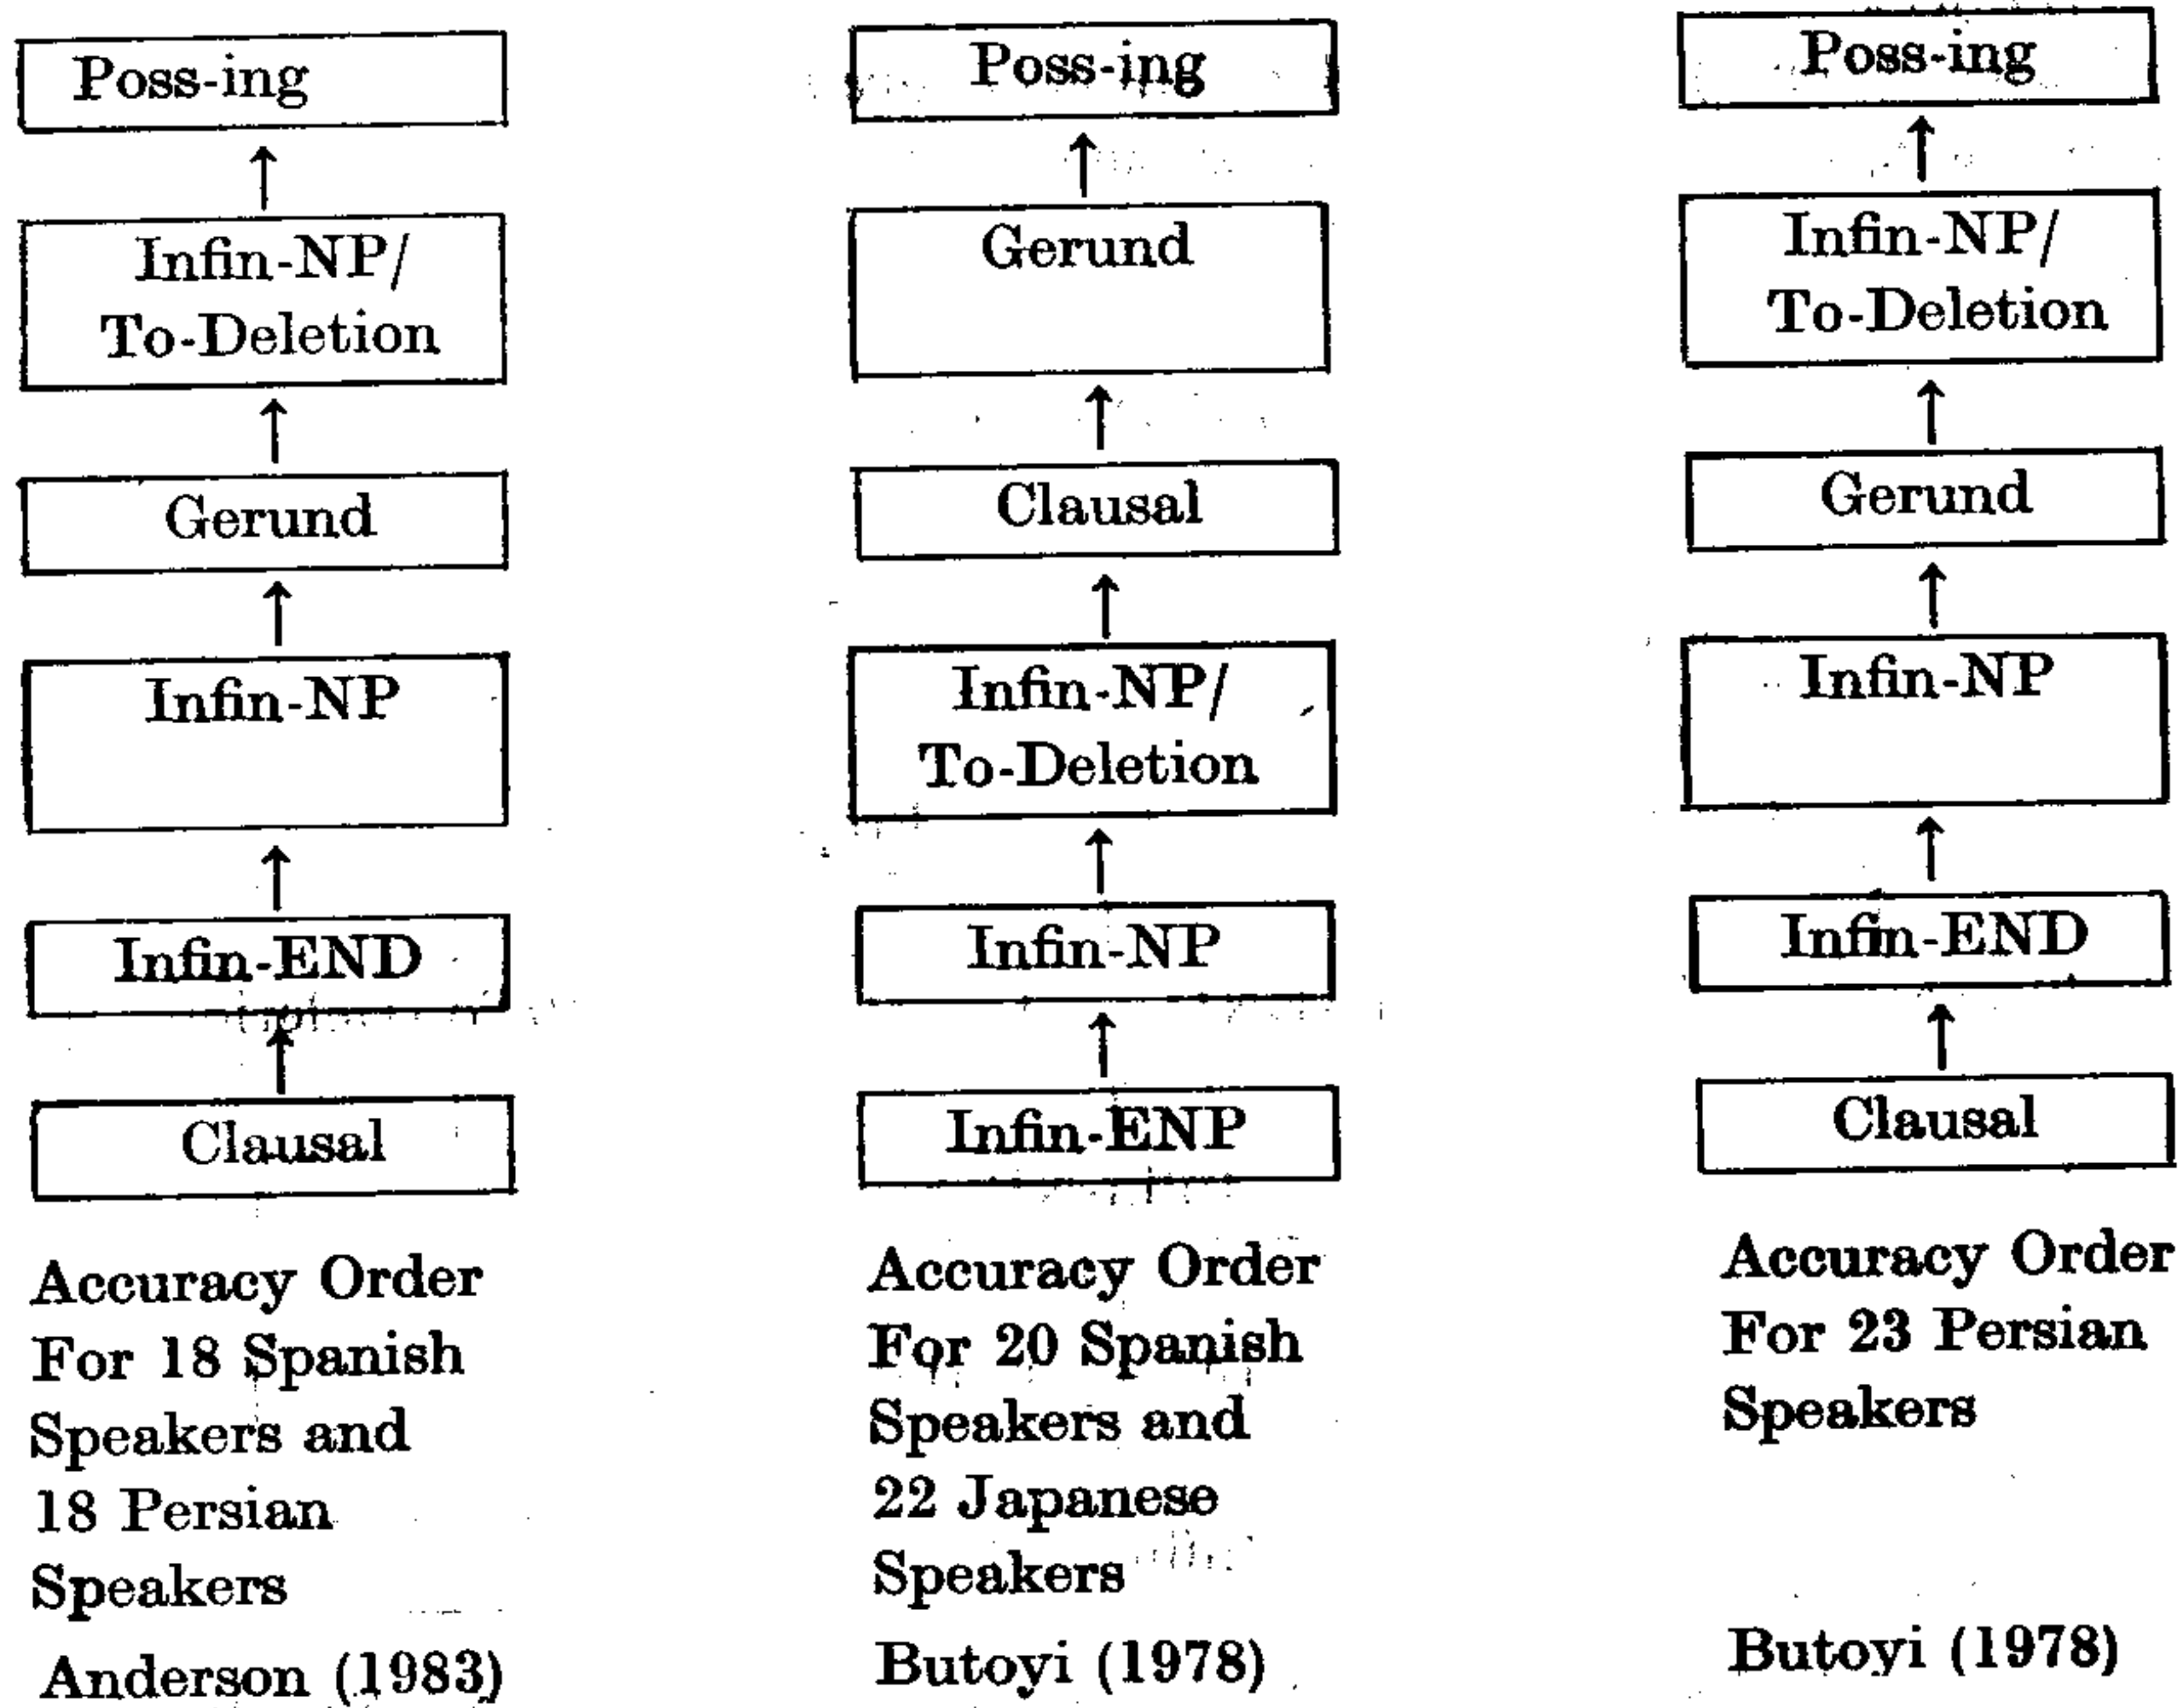 Poss-ing
Infin-NP/
To-Deletion
Gerund
Infin-NP
Infin-END
Clausal
Accuracy Order
For 18 Spanish
Speakers and
18 Persian
Speakers
Anderson (1983)
Poss-ing
Gerund
Clausal
Infin-NP/
To-Deletion
Infin-NP
Infin-ENP
Accuracy Order
For 20 Spanish
Speakers and
22 Japanese
Speakers
Butoyi (1978)
Poss-ing
Infin-NP/
To-Deletion
Gerund
Infin-NP
Infin-END
Clausal
Accuracy Order
For 23 Persian
Speakers
Butoyi (1978)